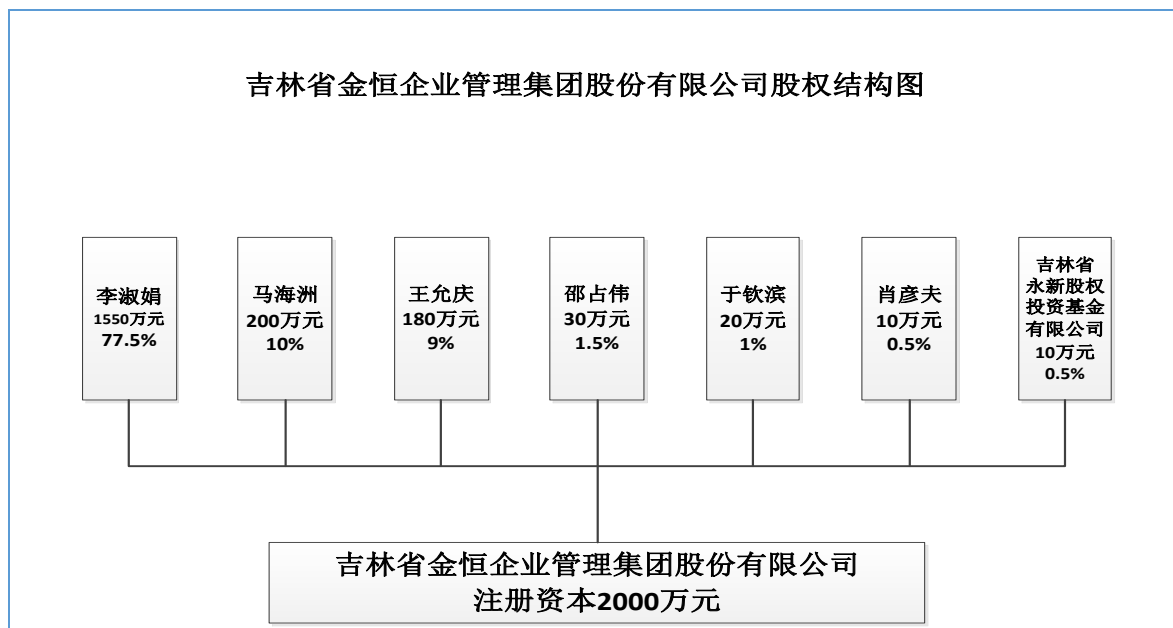 吉林省金恒企业管理集团股份有限公司股权结构图
李淑娟
1550万元
77.5%
马海洲
200万元
10%
王允庆
180万元
9%
邵占伟
30万元
1.5%
于钦滨
20万元
1%
肖彦夫
10万元
0.5%
吉林省
永新股权
投资基金
有限公司
10万元
0.5%
吉林省金恒企业管理集团股份有限公司
注册资本2000万元